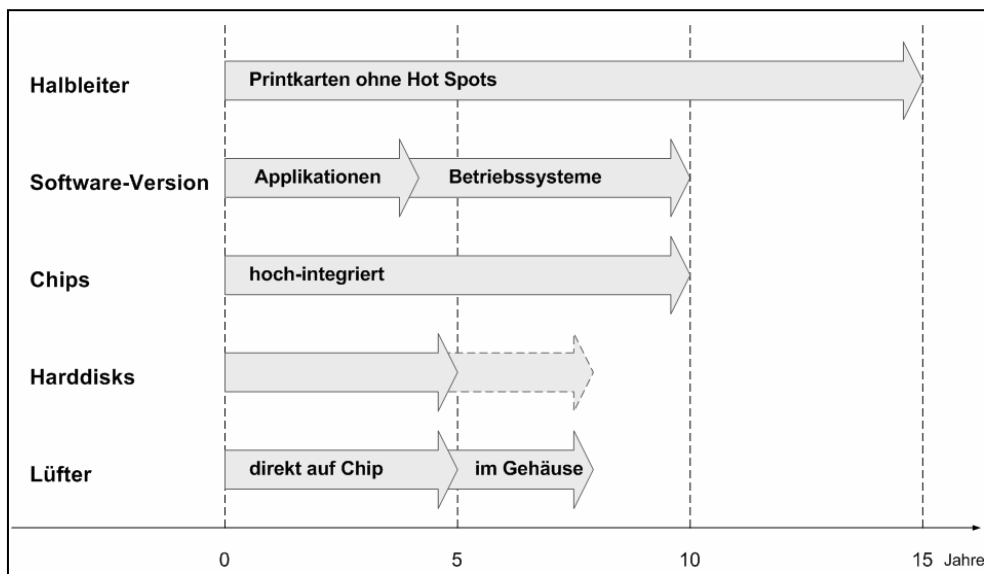 Halbleiter
Printkarten ohne Hot Spots
Software-Version
Applikationen
Betriebssysteme
Chips
hoch-integriert
Harddisks
Lüfter
direkt auf Chip
im Gehäuse
0 5 10 15 Jahre